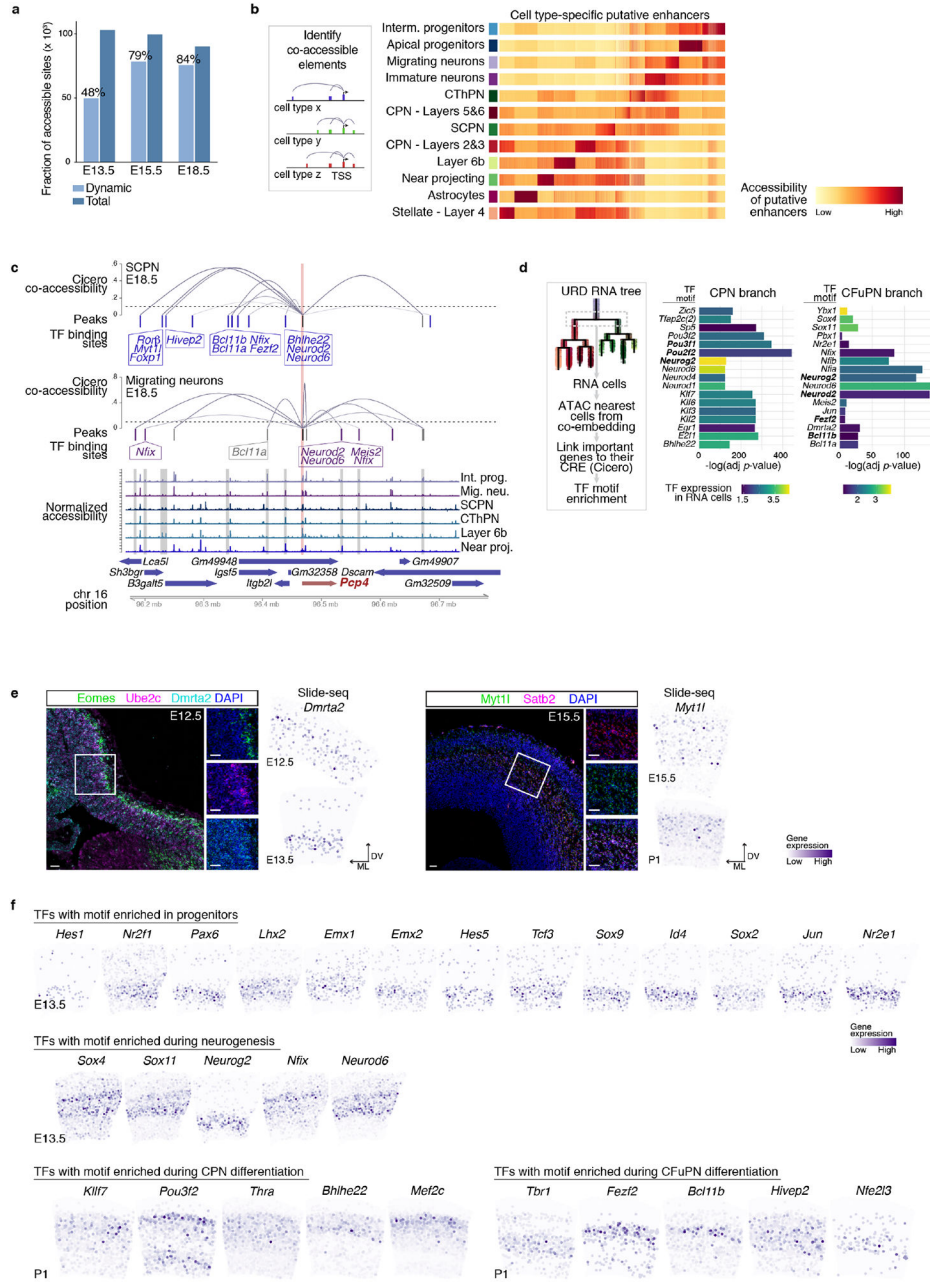 a
Fraction of accessible sites (x 10³)
100
50
0
48%
79%
84%
E13.5
E15.5
E18.5
Dynamic
Total
b
Identify
co-accessible
elements
cell type x
cell type y
cell type z
TSS
Cell type-specific putative enhancers
Interm. progenitors
Apical progenitors
Migrating neurons
Immature neurons
CThPN
CPN - Layers 5&6
SCPN
CPN - Layers 2&3
Layer 6b
Near projecting
Astrocytes
Stellate - Layer 4
Accessibility
of putative
enhancers
Low
High
c
SCPN
E18.5
Cicero
co-accessibility
.6
.4
.2
0
Peaks
TF binding
sites
Rorβ
Myt1l
Foxp1
Hivep2
Bcl11b Nfix
Bcl11a Fezf2
Bhlhe22
Neurod2
Neurod6
Migrating neurons
E18.5
Cicero
co-accessibility
Peaks
TF binding
sites
Nfix
Bcl11a
Neurod2
Neurod6
Meis2
Nfix
Normalized
accessibility
Int. prog.
Mig. neu.
SCPN
CThPN
Layer 6b
Near proj.
Lca5l
Gm49948
Gm49907
Sh3bgr
Igsf5
Gm32358
Dscam
B3galt5
Itgb2l
Pcp4
Gm32509
chr 16
position
96.2 mb
96.3 mb
96.4 mb
96.5 mb
96.6 mb
96.7 mb
d
URD RNA tree
RNA cells
ATAC nearest
cells from
co-embedding
Link important
genes to their
CRE (Cicero)
TF motif
enrichment
TF
motif
CPN branch
Zic5
Tfap2c(2)
Sp5
Pou3f2
Pou3f1
Pou2f2
Neurog2
Neurod6
Neurod4
Neurod1
Klf7
Klf6
Klf3
Klf2
Egr1
E2f1
Bhlhe22
0
200
400
-log(adj p-value)
TF expression
in RNA cells
1.5
3.5
TF
motif
CFuPN branch
Ybx1
Sox4
Sox11
Pbx1
Nr2e1
Nfix
Nfib
Nfia
Neurog2
Neurod6
Neurod2
Meis2
Jun
Fezf2
Dmrta2
Bcl11b
Bcl11a
0
50
100
-log(adj p-value)
2
3
e
Eomes Ube2c Dmrta2 DAPI
E12.5
Slide-seq
Dmrta2
E12.5
E13.5
DV
ML
Myt1l Satb2 DAPI
E15.5
Slide-seq
Myt1l
E15.5
P1
DV
ML
Gene
expression
Low High
f
TFs with motif enriched in progenitors
Hes1 Nr2f1 Pax6 Lhx2 Emx1 Emx2 Hes5 Tcf3 Sox9 Id4 Sox2 Jun Nr2e1
E13.5
Gene
expression
Low High
TFs with motif enriched during neurogenesis
Sox4 Sox11 Neurog2 Nfix Neurod6
E13.5
TFs with motif enriched during CPN differentiation
Kllf7 Pou3f2 Thra Bhlhe22 Mef2c
P1
TFs with motif enriched during CFuPN differentiation
Tbr1 Fezf2 Bcl11b Hivep2 Nfe2l3
P1